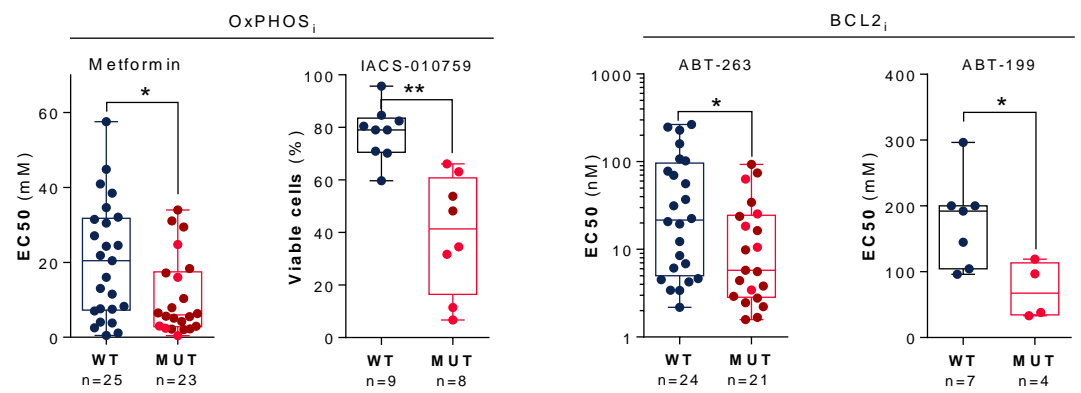 OxPHOSi
BCL2i
Metformin
IACS-010759
ABT-263
ABT-199
*
**
*
*
EC50 (mM)
60
40
20
0
Viable cells (%)
100
80
60
40
20
0
EC50 (nM)
1000
100
10
1
EC50 (mM)
400
300
200
100
0
WT
MUT
WT
MUT
WT
MUT
WT
MUT
n=25
n=23
n=9
n=8
n=24
n=21
n=7
n=4